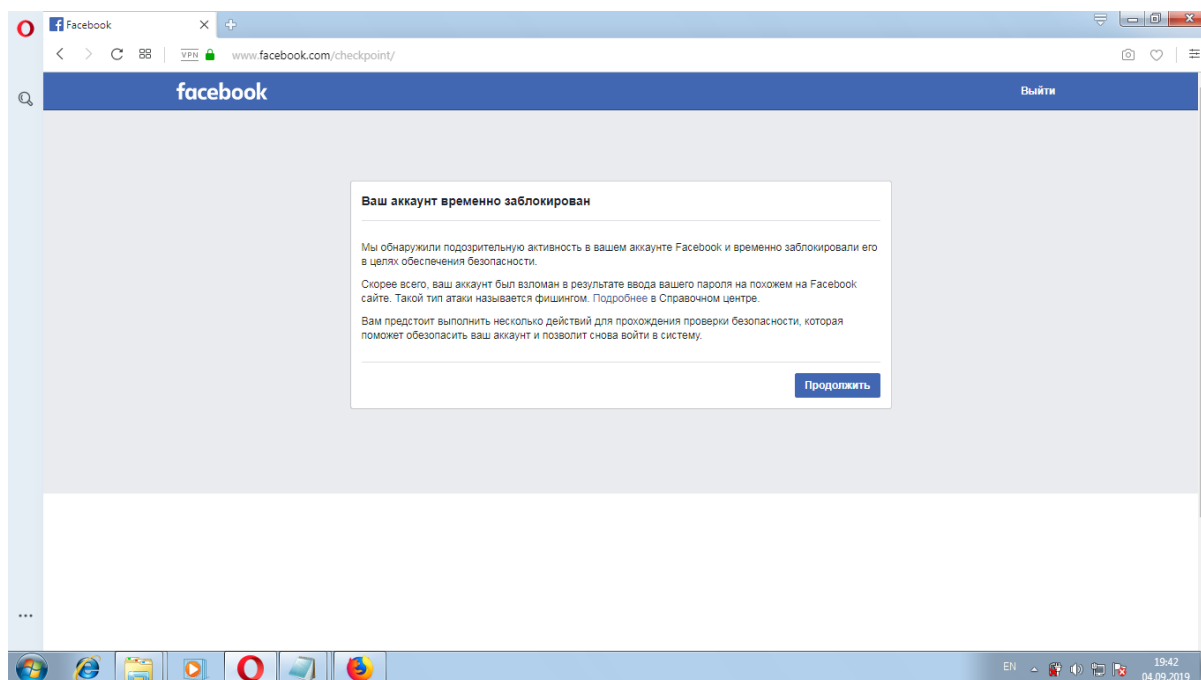 Facebook
VPN
www.facebook.com/checkpoint/
facebook
Выйти
Ваш аккаунт временно заблокирован
Мы обнаружили подозрительную активность в вашем аккаунте Facebook и временно заблокировали его
в целях обеспечения безопасности.
Скорее всего, ваш аккаунт был взломан в результате ввода вашего пароля на похожем на Facebook
сайте. Такой тип атаки называется фишингом. Подробнее в Справочном центре.
Вам предстоит выполнить несколько действий для прохождения проверки безопасности, которая
поможет обезопасить ваш аккаунт и позволит снова войти в систему.
Продолжить
EN
19:42
04.09.2019